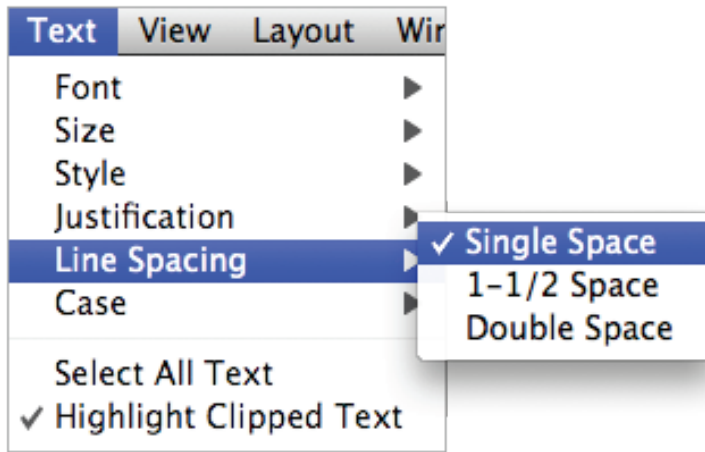 Text View Layout Wir
Font
Size
Style
Justification
Line Spacing
Case
Select All Text
✓ Highlight Clipped Text
✓ Single Space
1-1/2 Space
Double Space